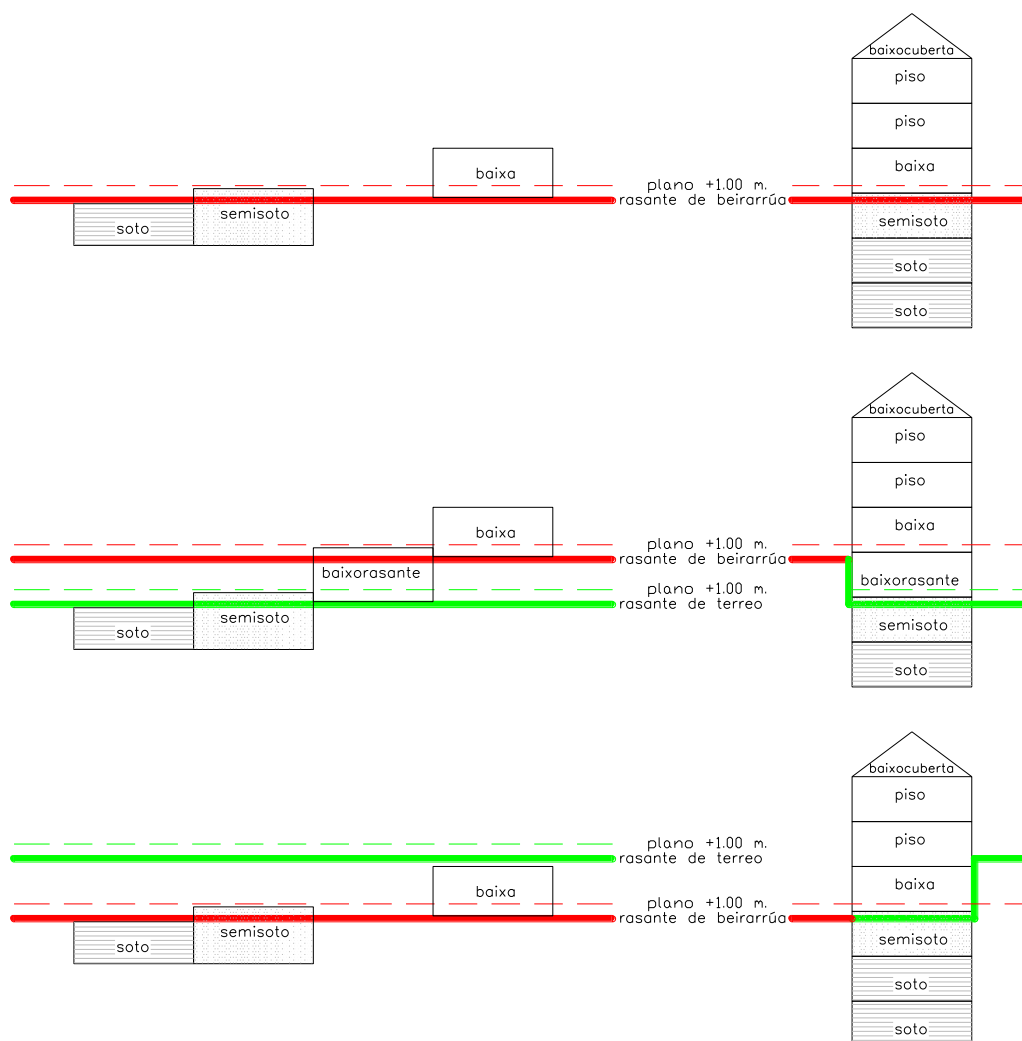 baixocuberta
piso
piso
baixa
baixa
plano +1.00 m.
rasante de beirarrúa
semisoto
soto
semisoto
soto
soto
baixocuberta
piso
piso
baixa
baixa
plano +1.00 m.
rasante de beirarrúa
baixorasante
baixorasante
plano +1.00 m.
rasante de terreo
semisoto
soto
semisoto
soto
baixocuberta
piso
plano +1.00 m.
rasante de terreo
piso
baixa
baixa
plano +1.00 m.
rasante de beirarrúa
semisoto
soto
semisoto
soto
soto